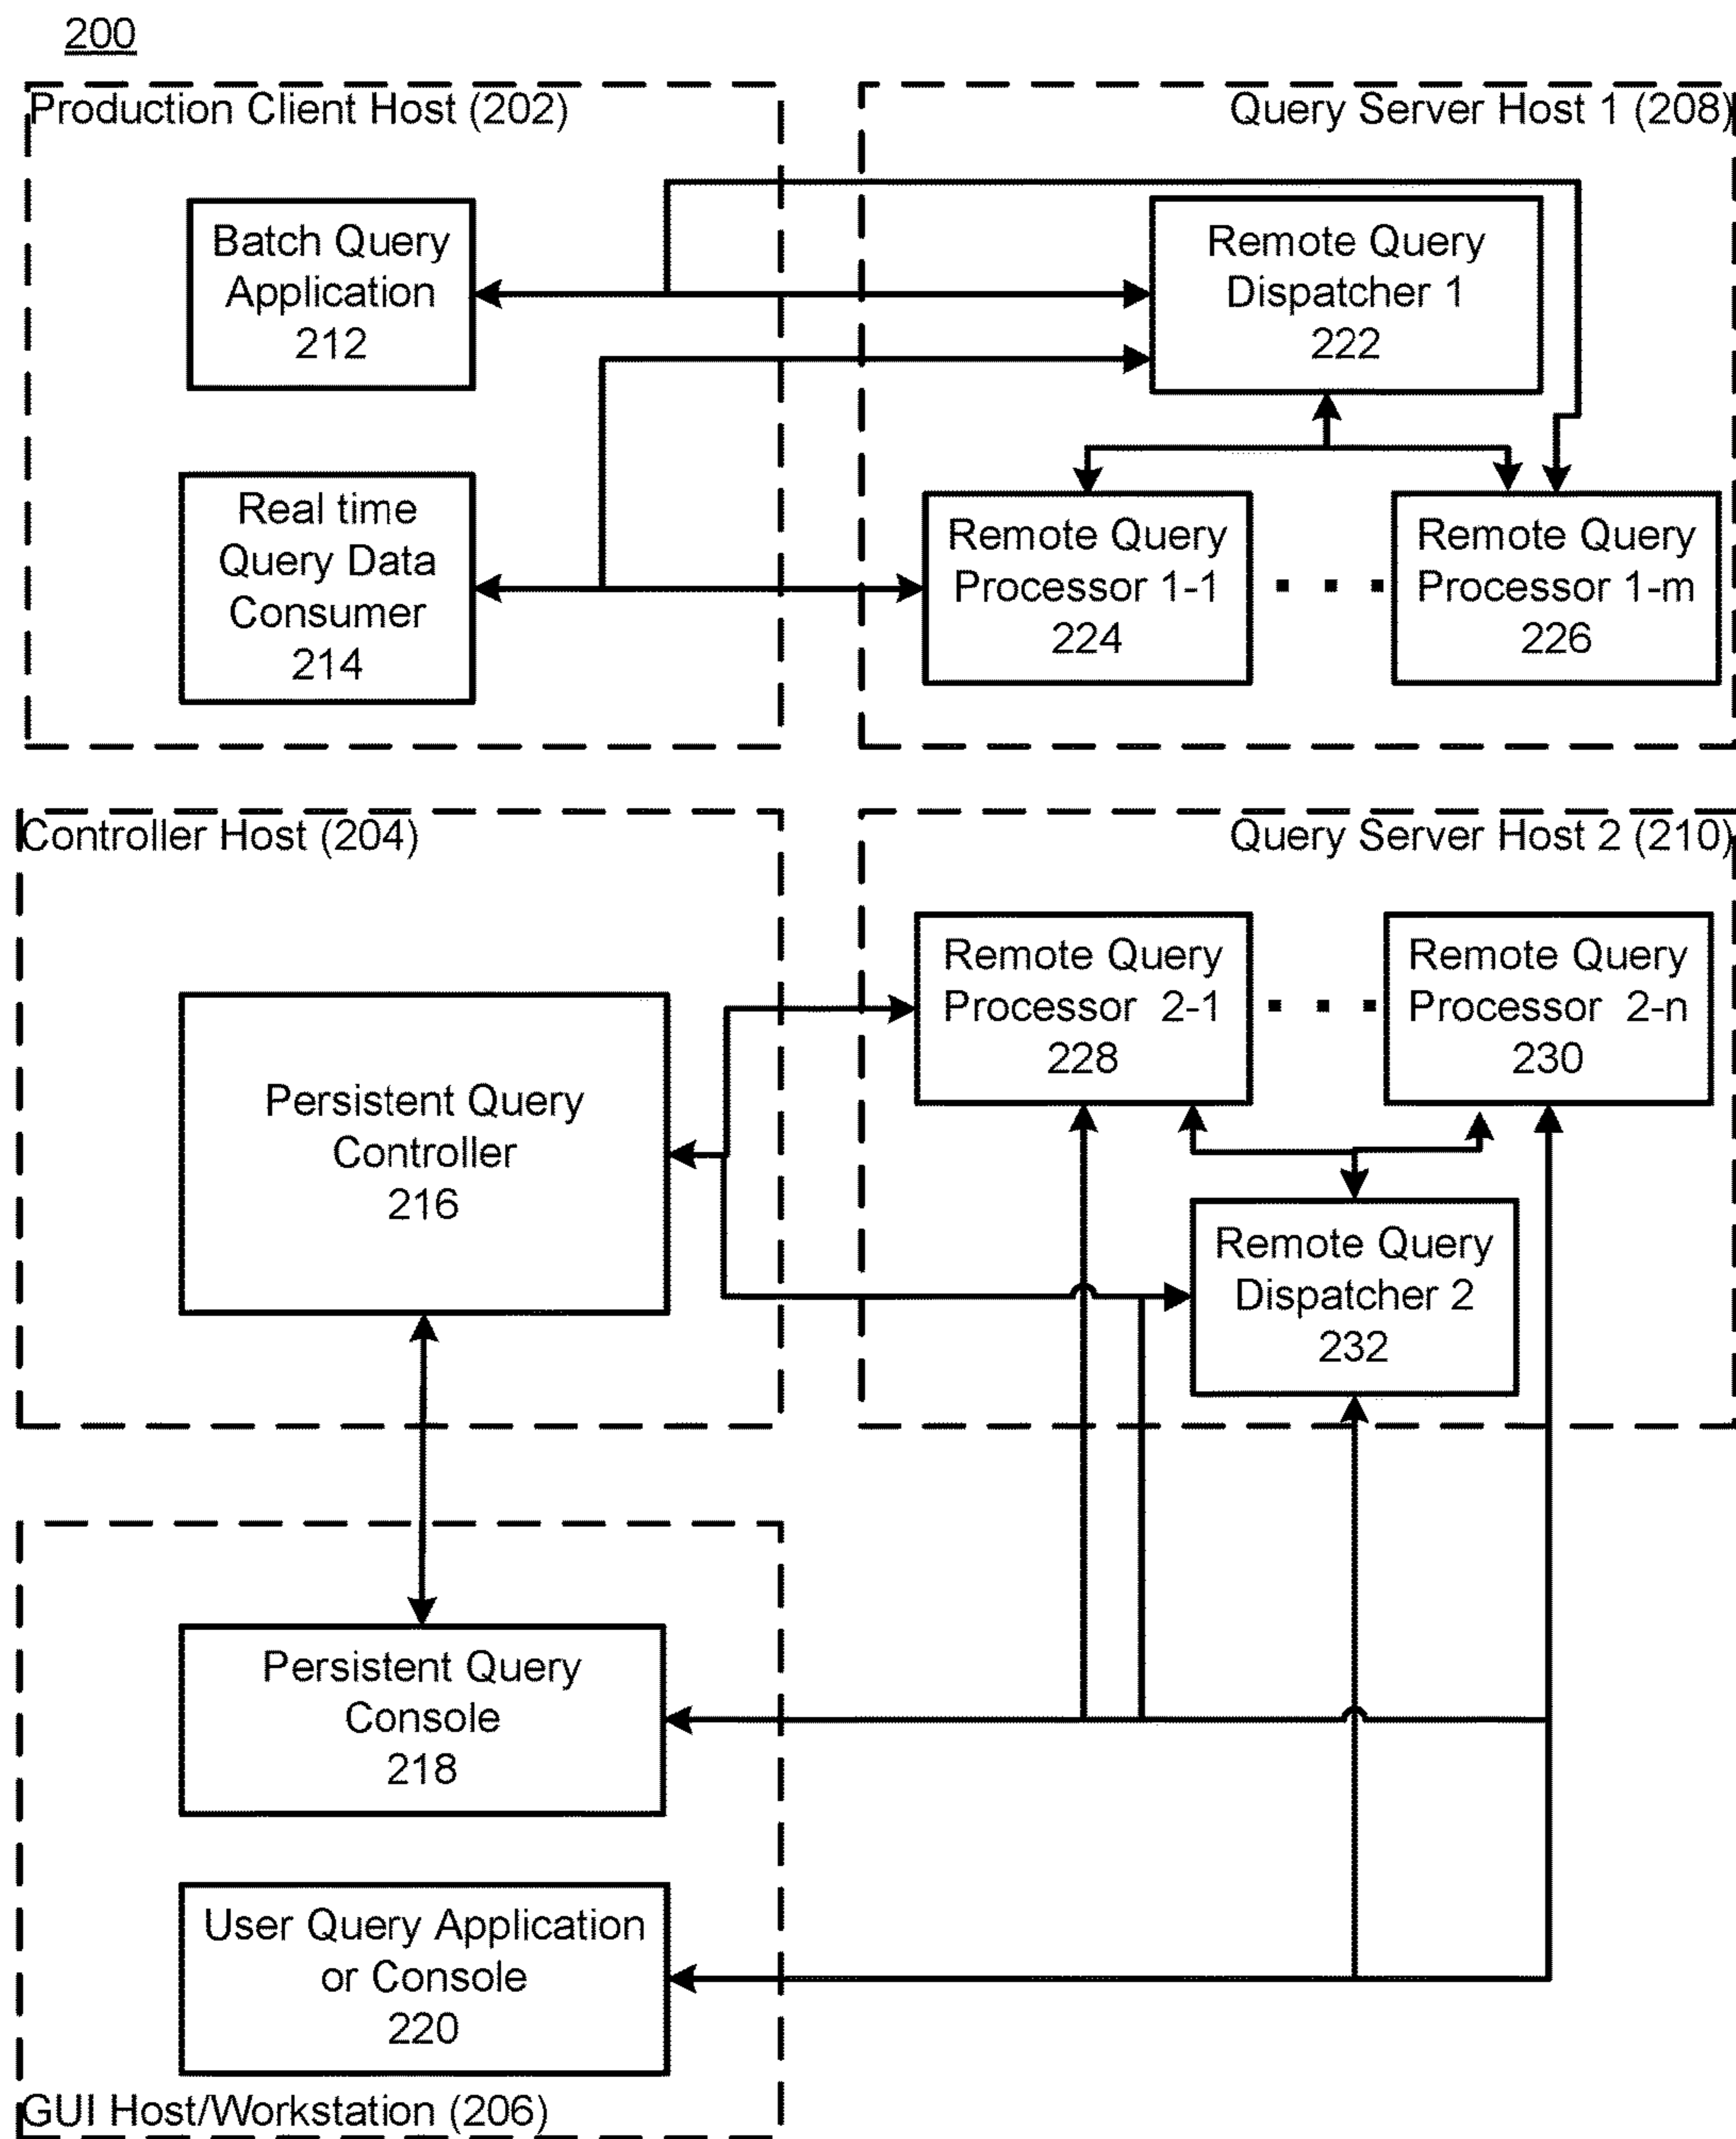 200
Production Client Host (202)
Query Server Host 1 (208)
Batch Query
Application
212
Remote Query
Dispatcher 1
222
Real time
Query Data
Consumer
214
Remote Query
Processor 1-1
224
. . .
Remote Query
Processor 1-m
226
Controller Host (204)
Query Server Host 2 (210)
Remote Query
Processor 2-1
228
. . .
Remote Query
Processor 2-n
230
Persistent Query
Controller
216
Remote Query
Dispatcher 2
232
Persistent Query
Console
218
User Query Application
or Console
220
GUI Host/Workstation (206)